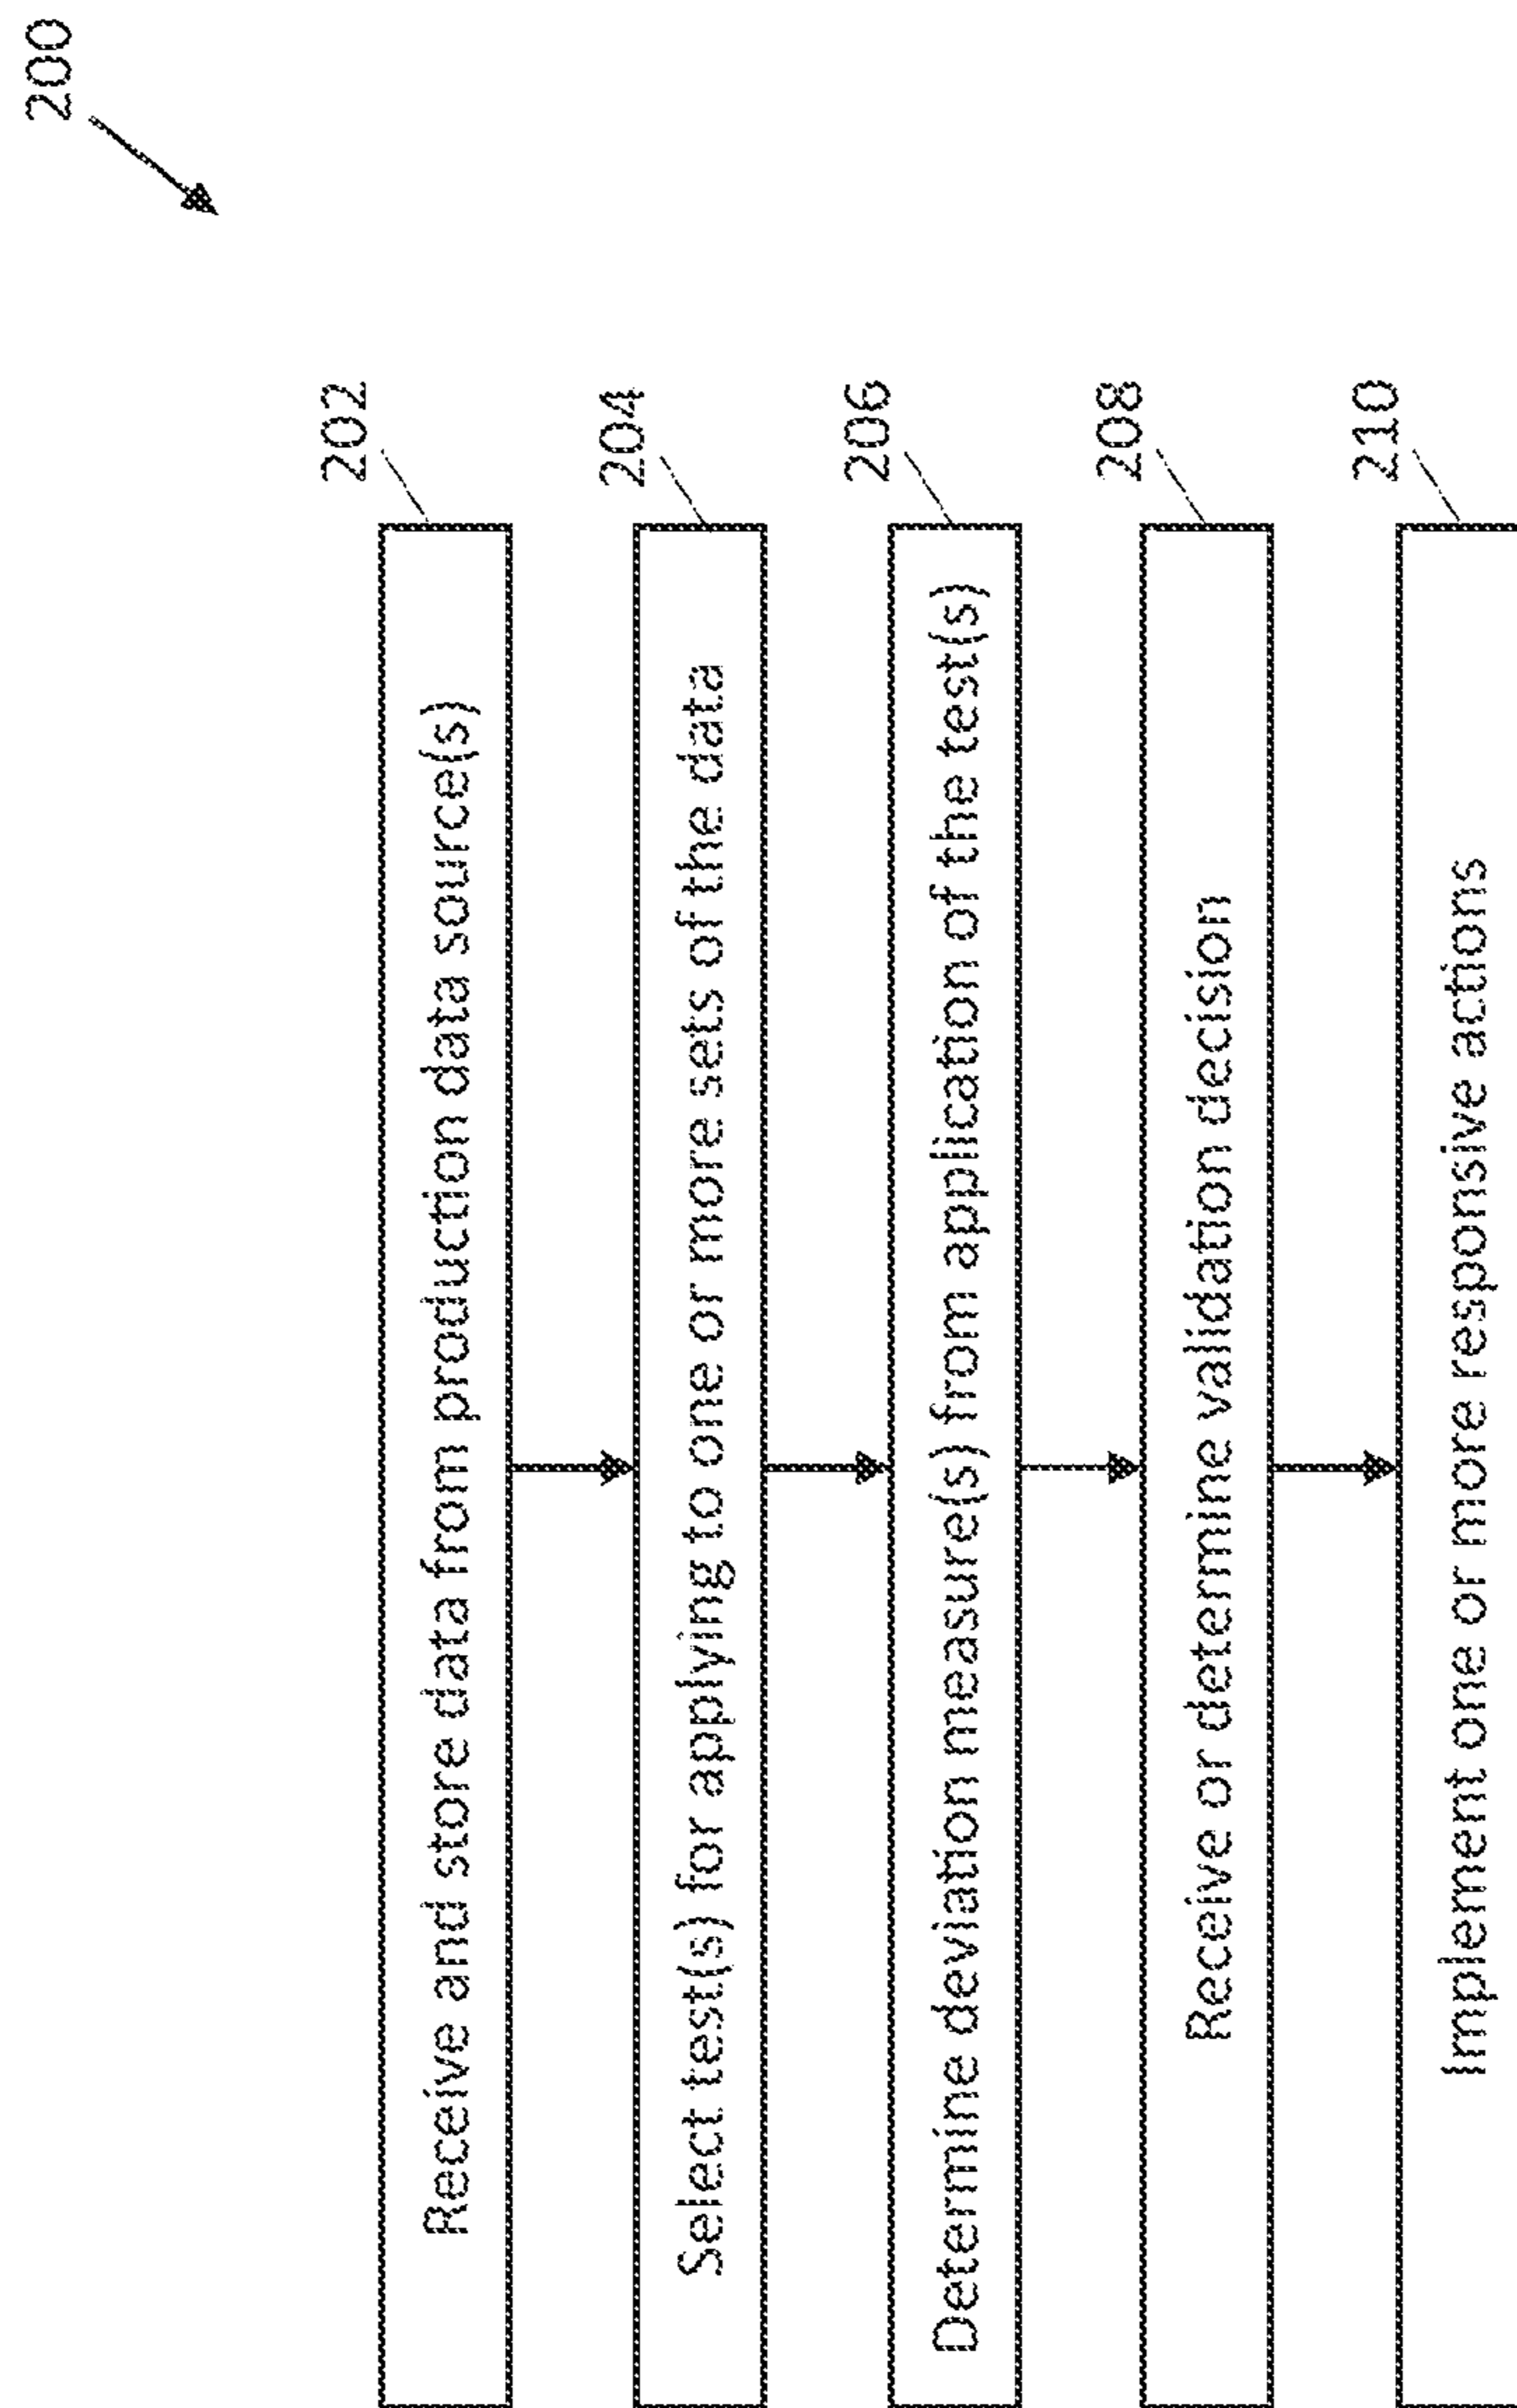 200
202
Receive and store data from production data source(s)
204
Select test(s) for applying to one or more sets of the data
206
Determine deviation measure(s) from application of the test(s)
208
Receive or determine validation decision
210
Implement one or more responsive actions